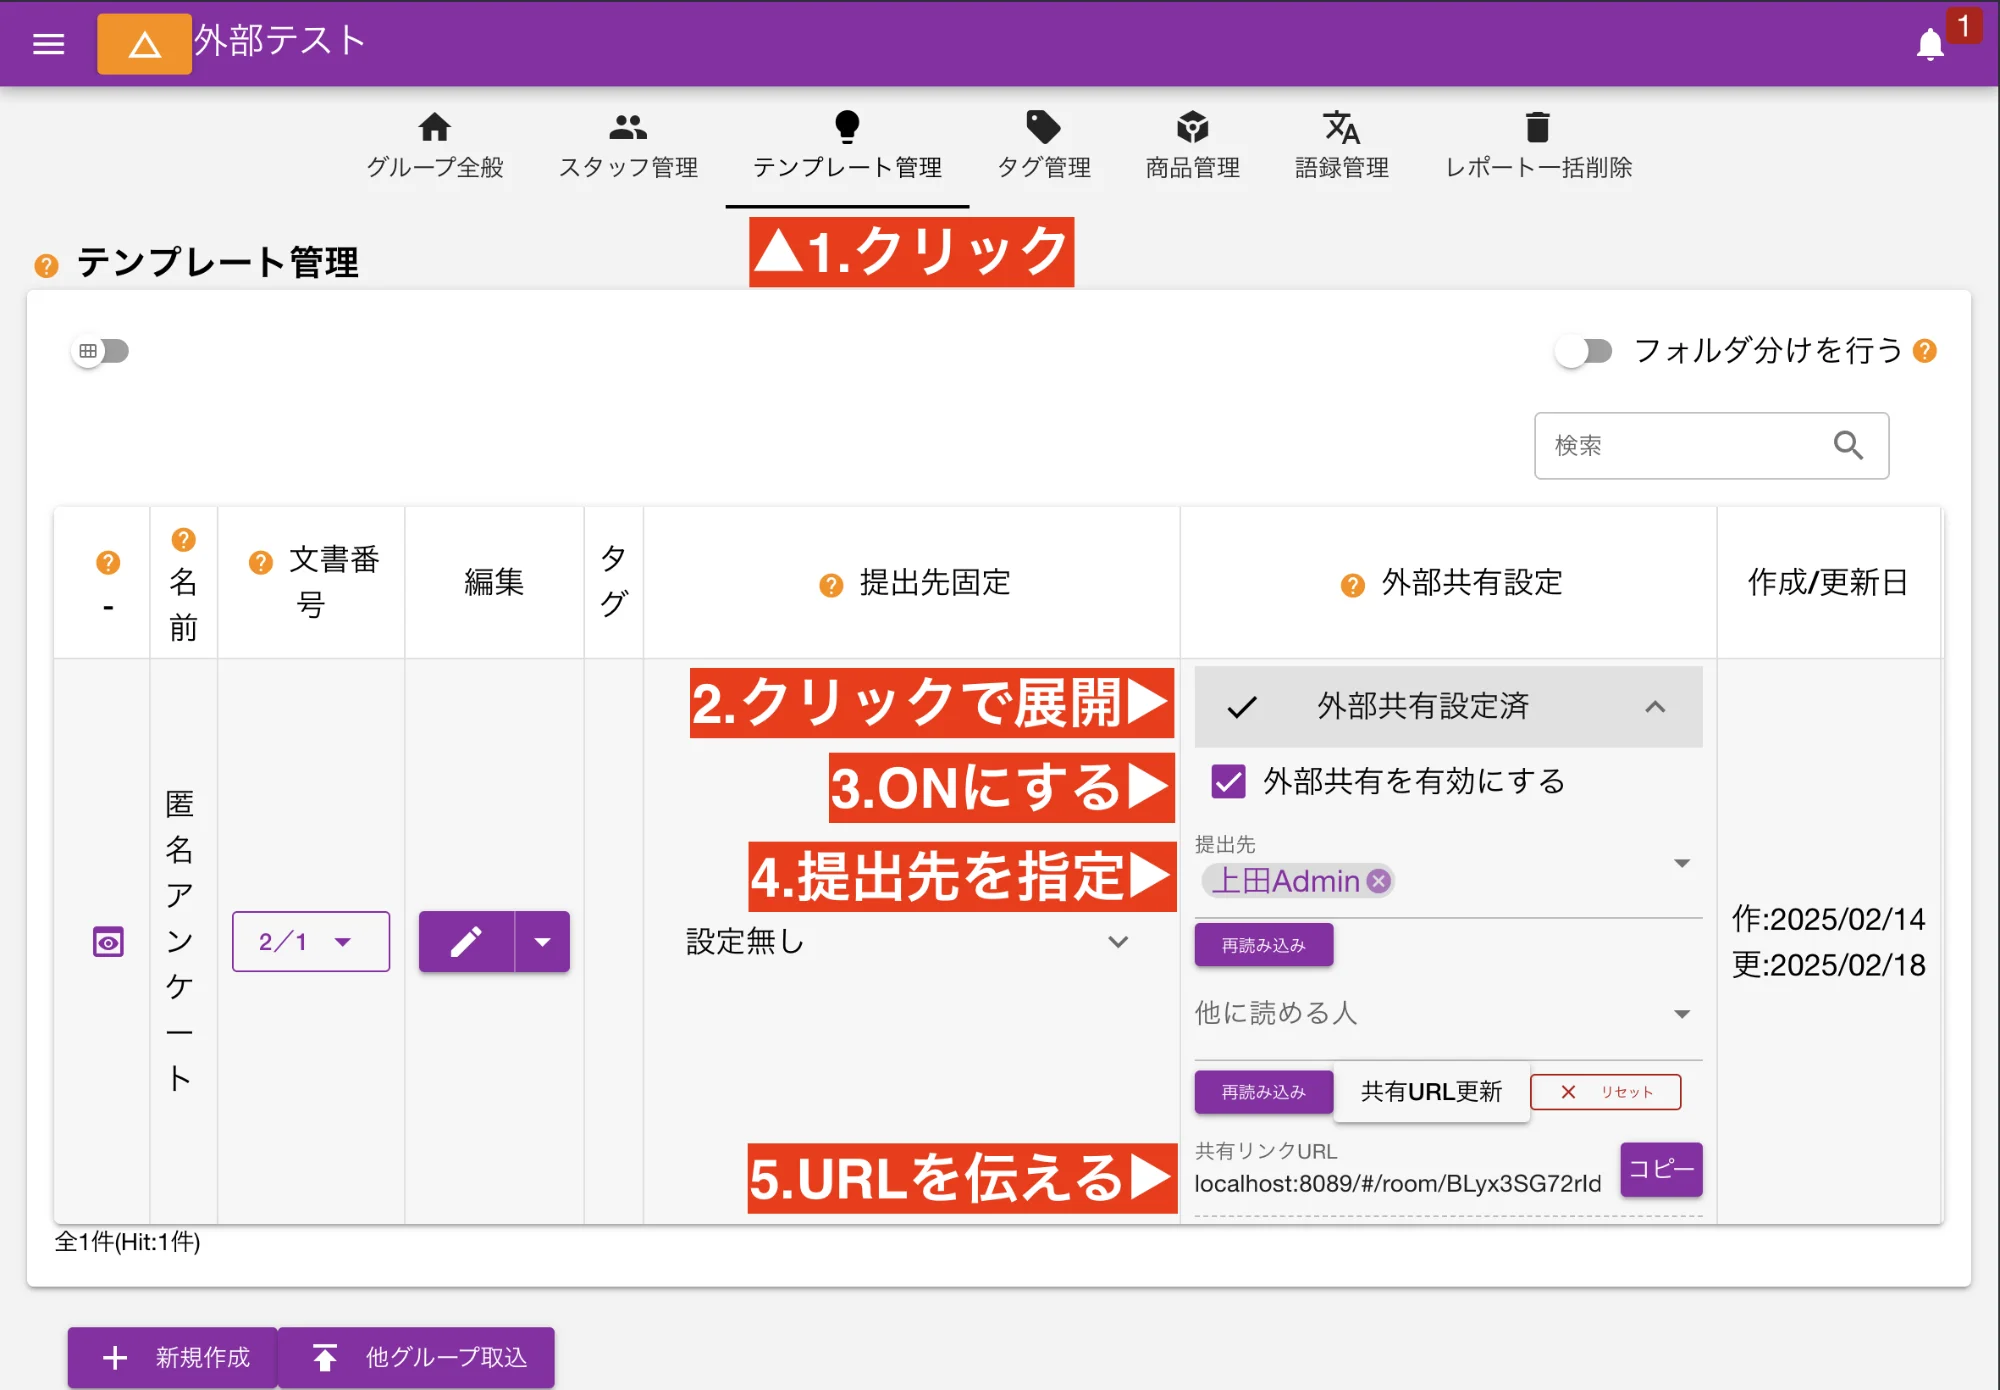 外部テスト
1
グループ全般
スタッフ管理
テンプレート管理
タグ管理
商品管理
語録管理
レポート一括削除
▲1.クリック
? テンプレート管理
フォルダ分けを行う ?
検索
? -
? 名前
? 文書番号
編集
タグ
? 提出先固定
? 外部共有設定
作成/更新日
匿名アンケート
2／1
設定無し
2.クリックで展開▶
外部共有設定済
3.ONにする▶
外部共有を有効にする
4.提出先を指定▶
提出先
上田Admin
再読み込み
他に読める人
再読み込み
共有URL更新
リセット
5.URLを伝える▶
共有リンクURL
localhost:8089/#/room/BLyx3SG72rId
コピー
作:2025/02/14
更:2025/02/18
全1件(Hit:1件)
新規作成
他グループ取込